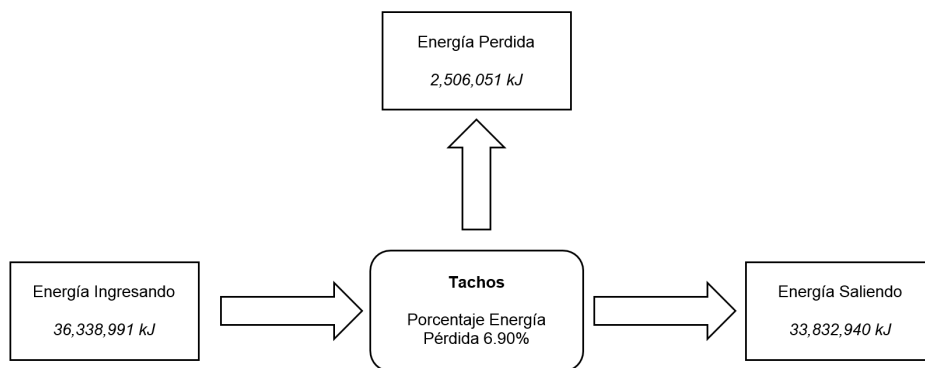 Energía Perdida
2,506,051 kJ
Energía Ingresando
36,338,991 kJ
Tachos
Porcentaje Energía
Pérdida 6.90%
Energía Saliendo
33,832,940 kJ